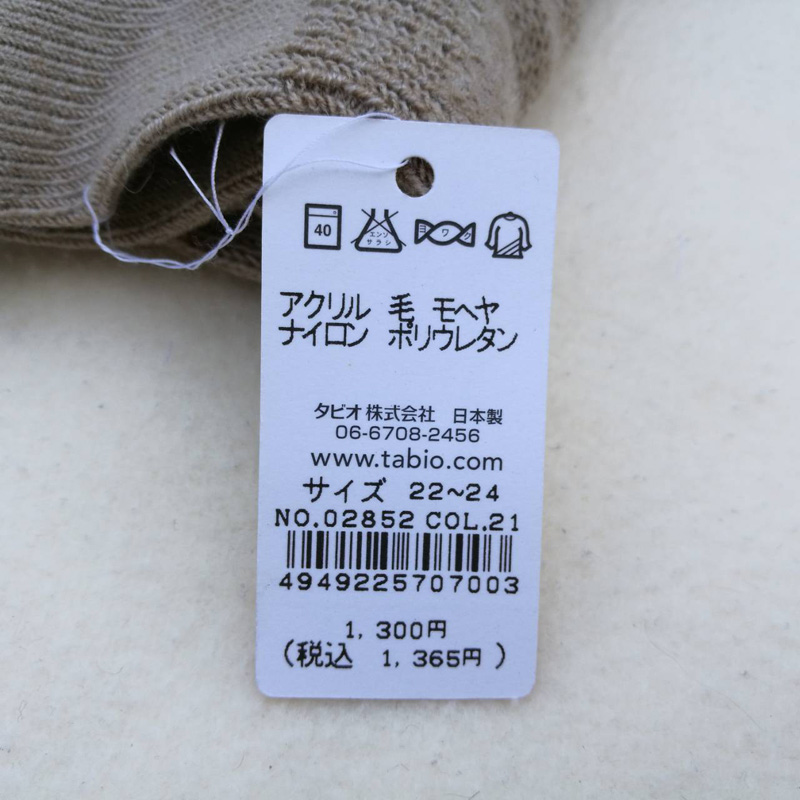 40 エンソ サラシ ヨワク
アクリル 毛 モヘヤ
ナイロン ポリウレタン
タビオ株式会社 日本製
06-6708-2456
www.tabio.com
サイズ 22~24
NO.02852 COL.21
4949225707003
1,300円
(税込 1,365円)